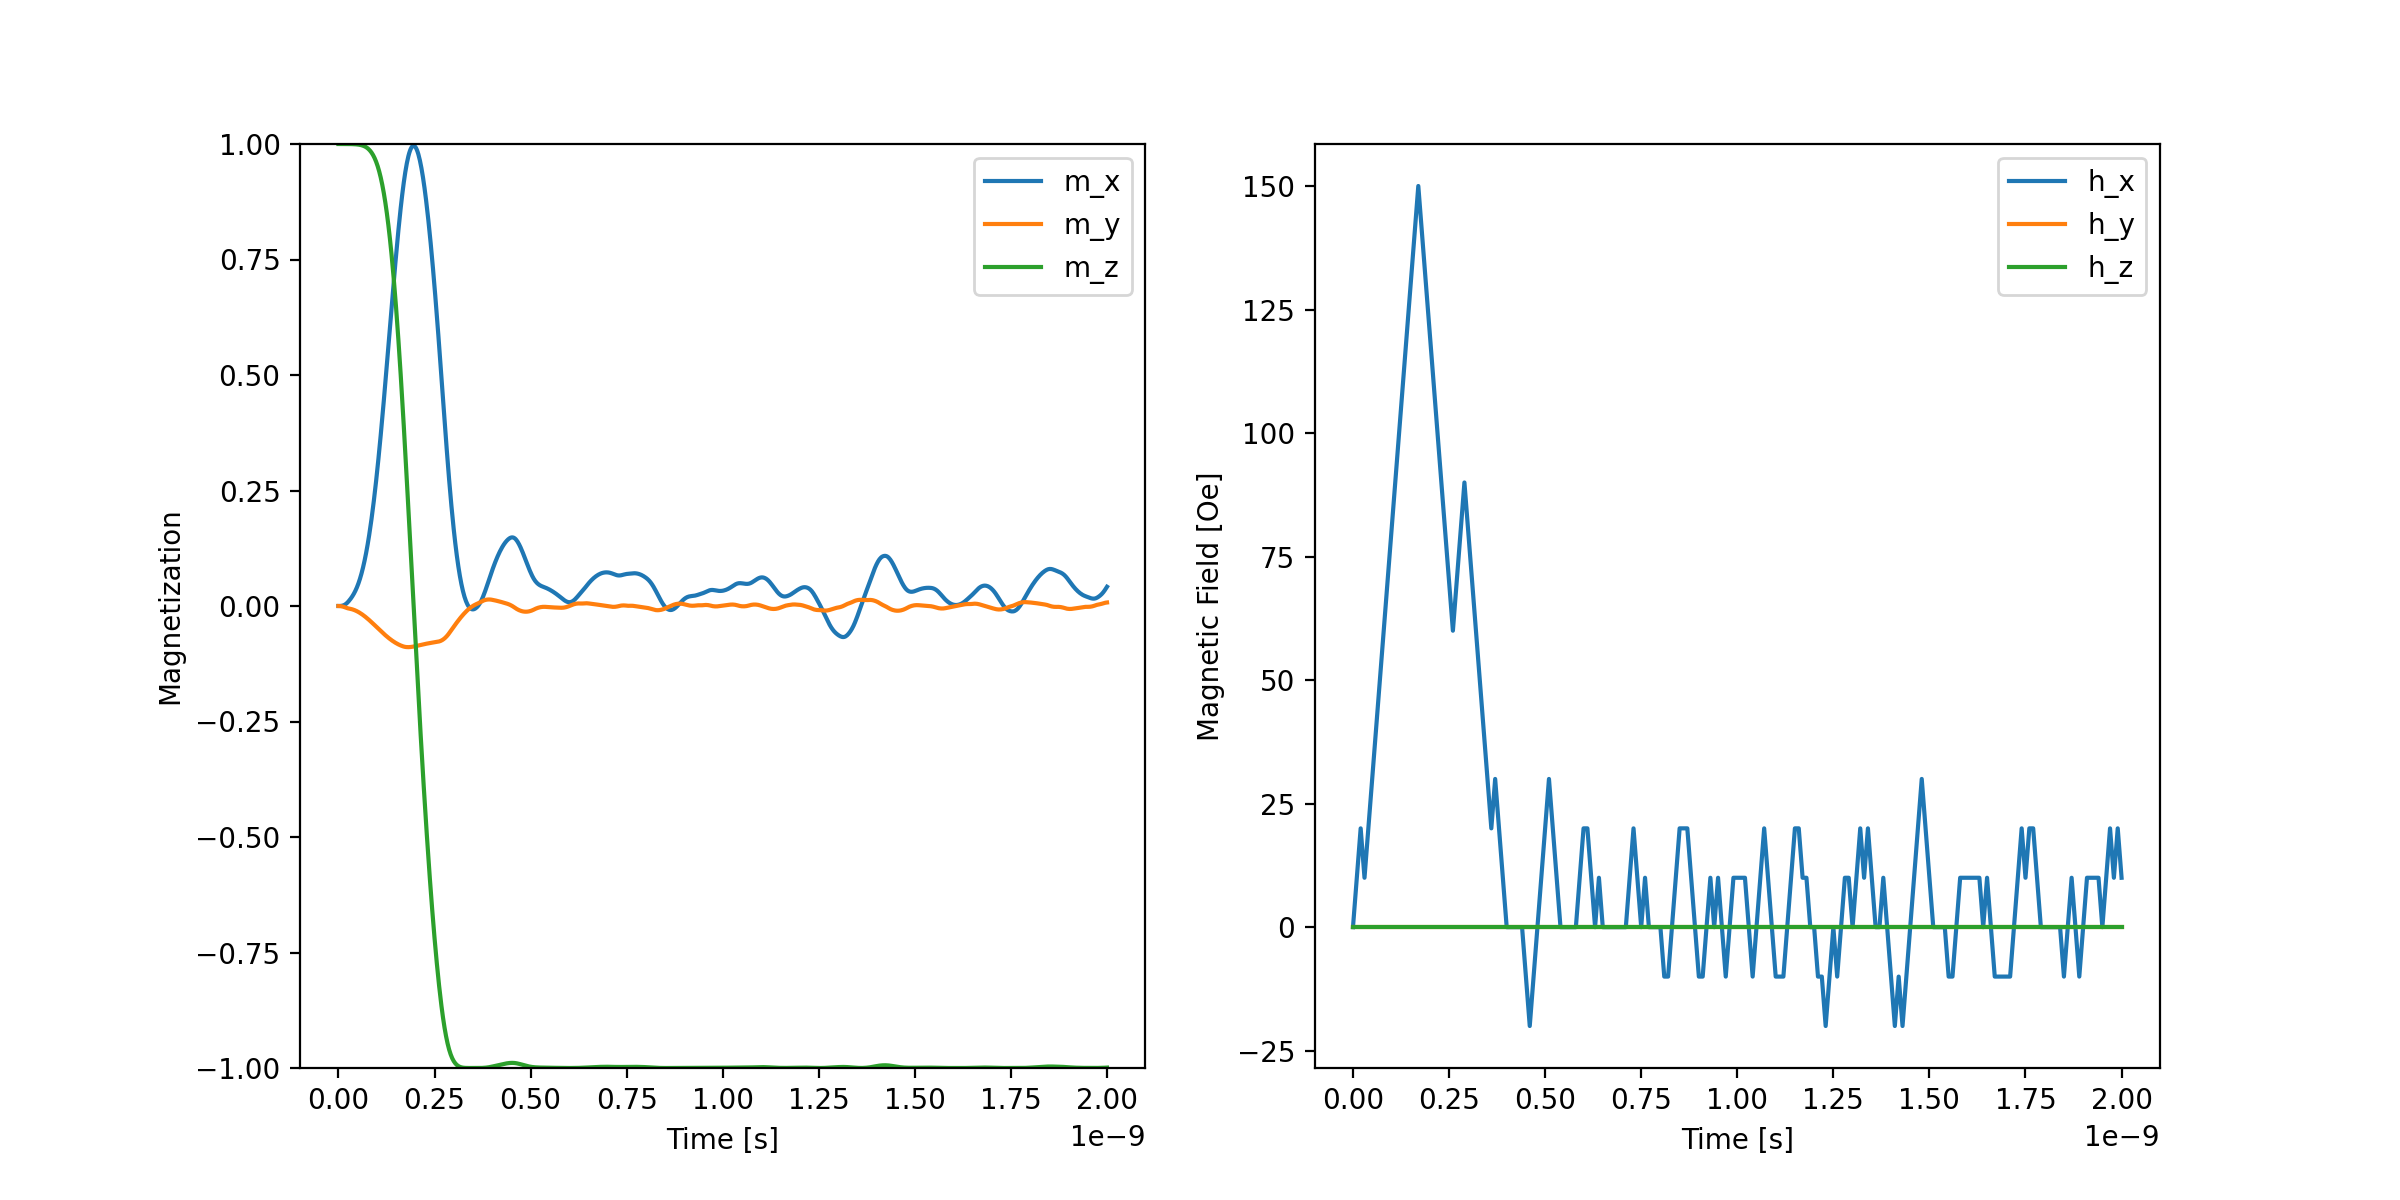 Magnetization
1.00
0.75
0.50
0.25
0.00
−0.25
−0.50
−0.75
−1.00
m_x
m_y
m_z
0.00 0.25 0.50 0.75 1.00 1.25 1.50 1.75 2.00
Time [s]
1e−9
Magnetic Field [Oe]
150
125
100
75
50
25
0
−25
h_x
h_y
h_z
0.00 0.25 0.50 0.75 1.00 1.25 1.50 1.75 2.00
Time [s]
1e−9